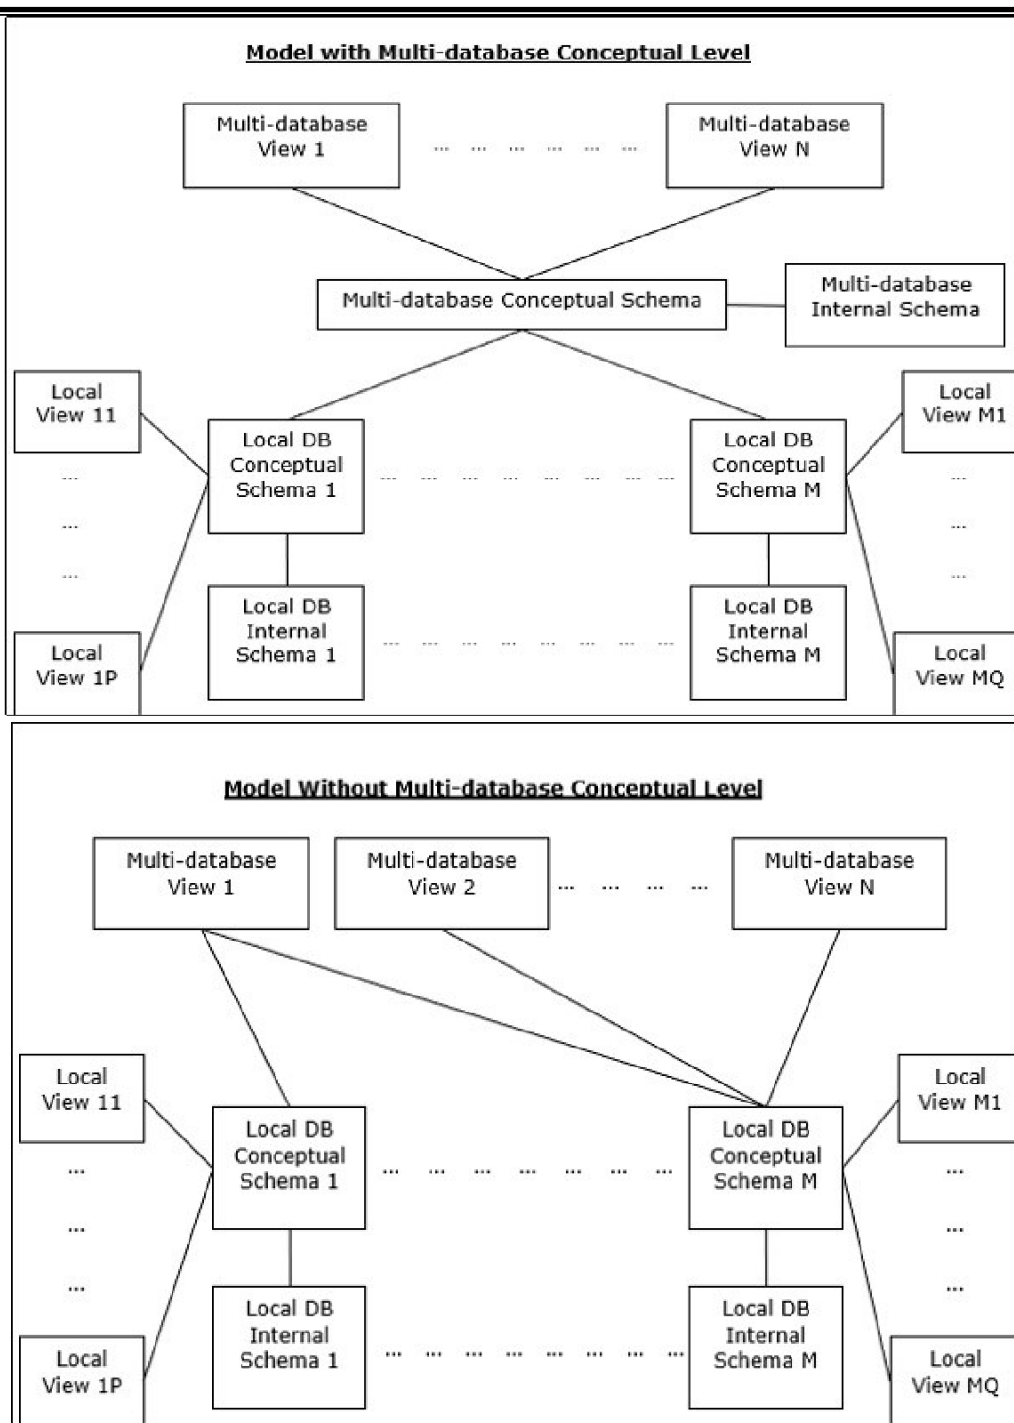 Model with Multi-database Conceptual Level
Multi-database
View 1
... ... ... ... ... ...
Multi-database
View N
Multi-database Conceptual Schema
Multi-database
Internal Schema
Local
View 11
Local
View M1
Local DB
Conceptual
Schema 1
... ... ... ... ... ... ... ...
Local DB
Conceptual
Schema M
...
...
...
...
...
...
Local DB
Internal
Schema 1
... ... ... ... ... ... ... ...
Local DB
Internal
Schema M
Local
View 1P
Local
View MQ
Model Without Multi-database Conceptual Level
Multi-database
View 1
Multi-database
View 2
... ... ... ...
Multi-database
View N
Local
View 11
Local
View M1
Local DB
Conceptual
Schema 1
... ... ... ... ... ... ...
Local DB
Conceptual
Schema M
...
...
...
...
...
...
Local DB
Internal
Schema 1
... ... ... ... ... ... ... ...
Local DB
Internal
Schema M
Local
View 1P
Local
View MQ